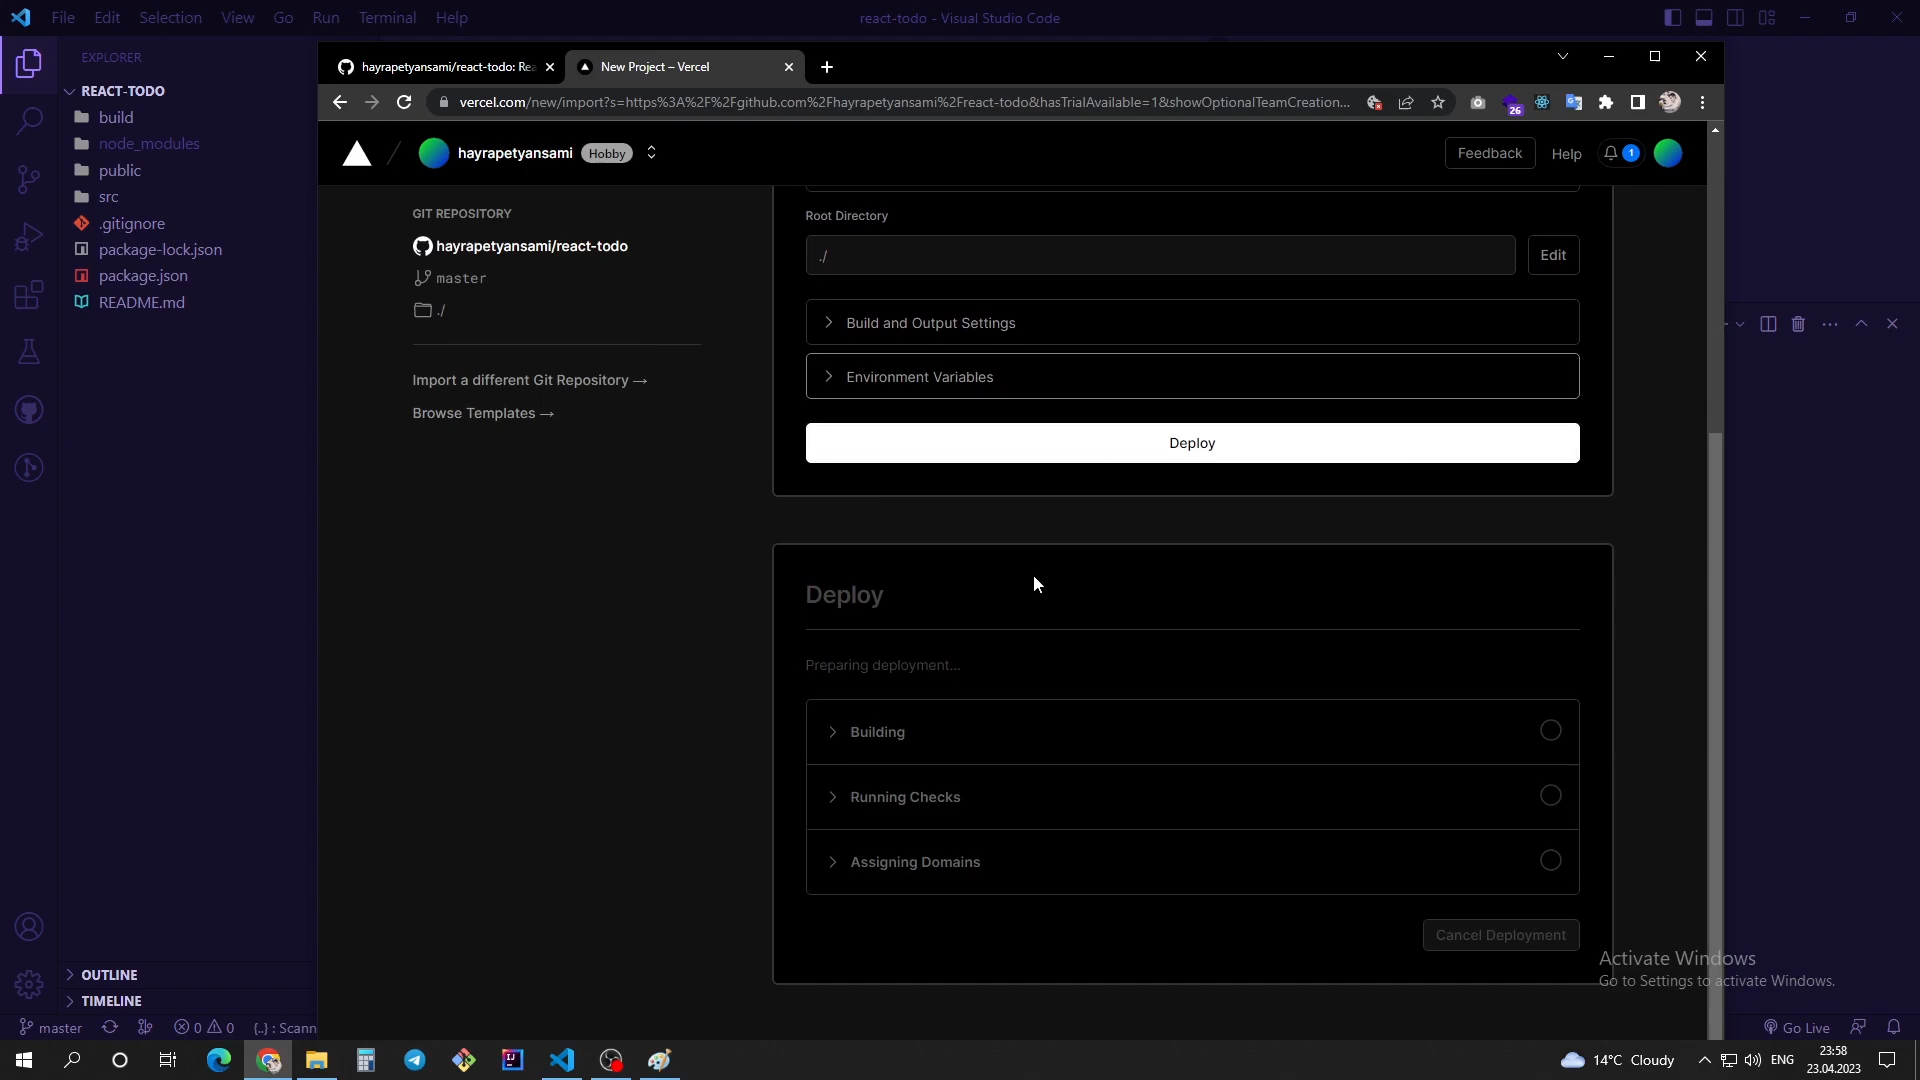 File Edit Selection View Go Run Terminal Help
react-todo - Visual Studio Code
EXPLORER
REACT-TODO
build
node_modules
public
src
.gitignore
package-lock.json
package.json
README.md
OUTLINE
TIMELINE
master
0 0 {..} : Scann
hayrapetyansami/react-todo: Rea
New Project – Vercel
vercel.com/new/import?s=https%3A%2F%2Fgithub.com%2Fhayrapetyansami%2Freact-todo&hasTrialAvailable=1&showOptionalTeamCreation...
26
hayrapetyansami Hobby
Feedback Help 1
GIT REPOSITORY
hayrapetyansami/react-todo
master
./
Import a different Git Repository →
Browse Templates →
Root Directory
./
Edit
Build and Output Settings
Environment Variables
Deploy
Deploy
Preparing deployment...
Building
Running Checks
Assigning Domains
Cancel Deployment
Activate Windows
Go to Settings to activate Windows.
Go Live
14°C Cloudy
ENG
23:58
23.04.2023